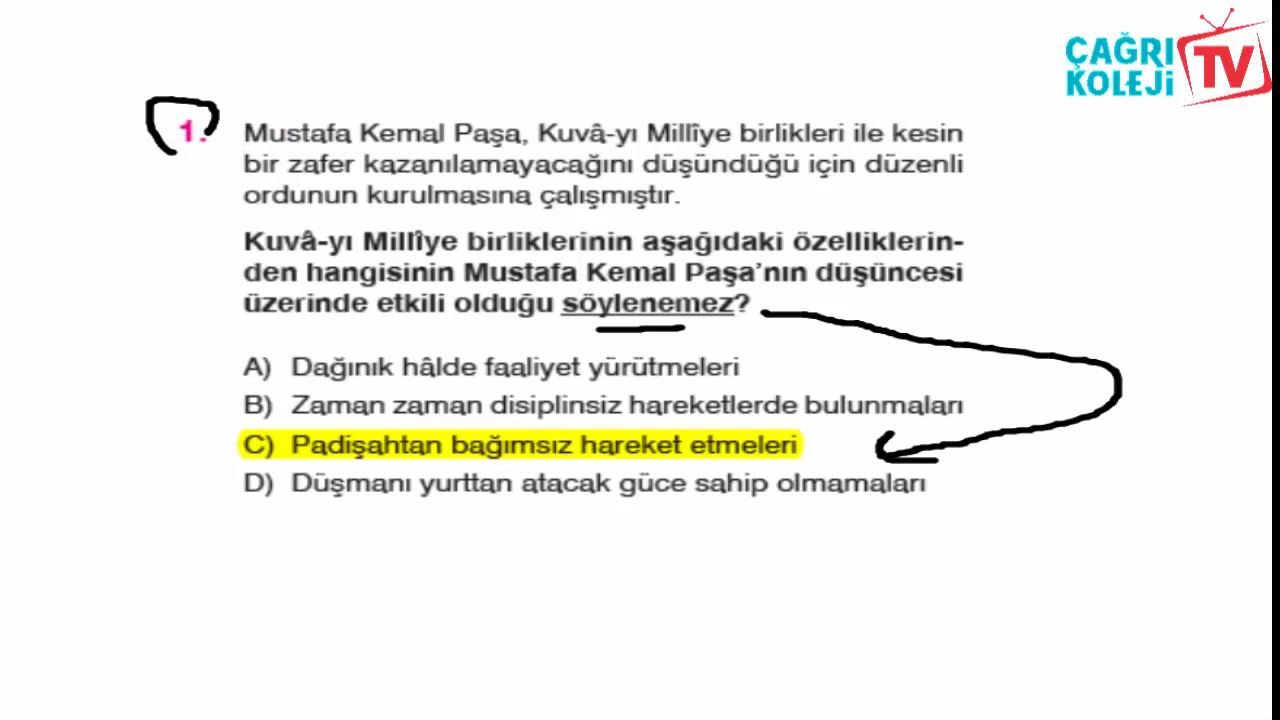 ÇAĞRI
KOLEJİ
TV
1.
Mustafa Kemal Paşa, Kuvâ-yı Millîye birlikleri ile kesin
bir zafer kazanılamayacağını düşündüğü için düzenli
ordunun kurulmasına çalışmıştır.
Kuvâ-yı Millîye birliklerinin aşağıdaki özelliklerin-
den hangisinin Mustafa Kemal Paşa’nın düşüncesi
üzerinde etkili olduğu söylenemez?
A) Dağınık hâlde faaliyet yürütmeleri
B) Zaman zaman disiplinsiz hareketlerde bulunmaları
C) Padişahtan bağımsız hareket etmeleri
D) Düşmanı yurttan atacak güce sahip olmamaları